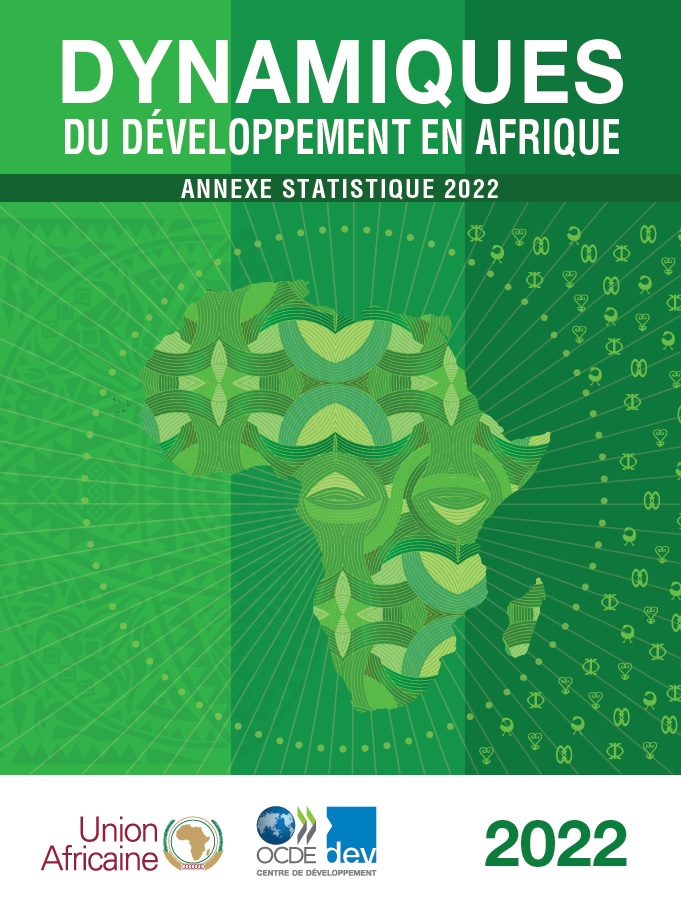 DYNAMIQUES
DU DÉVELOPPEMENT EN AFRIQUE
ANNEXE STATISTIQUE 2022
Union
Africaine
OCDE dev
CENTRE DE DÉVELOPPEMENT
2022